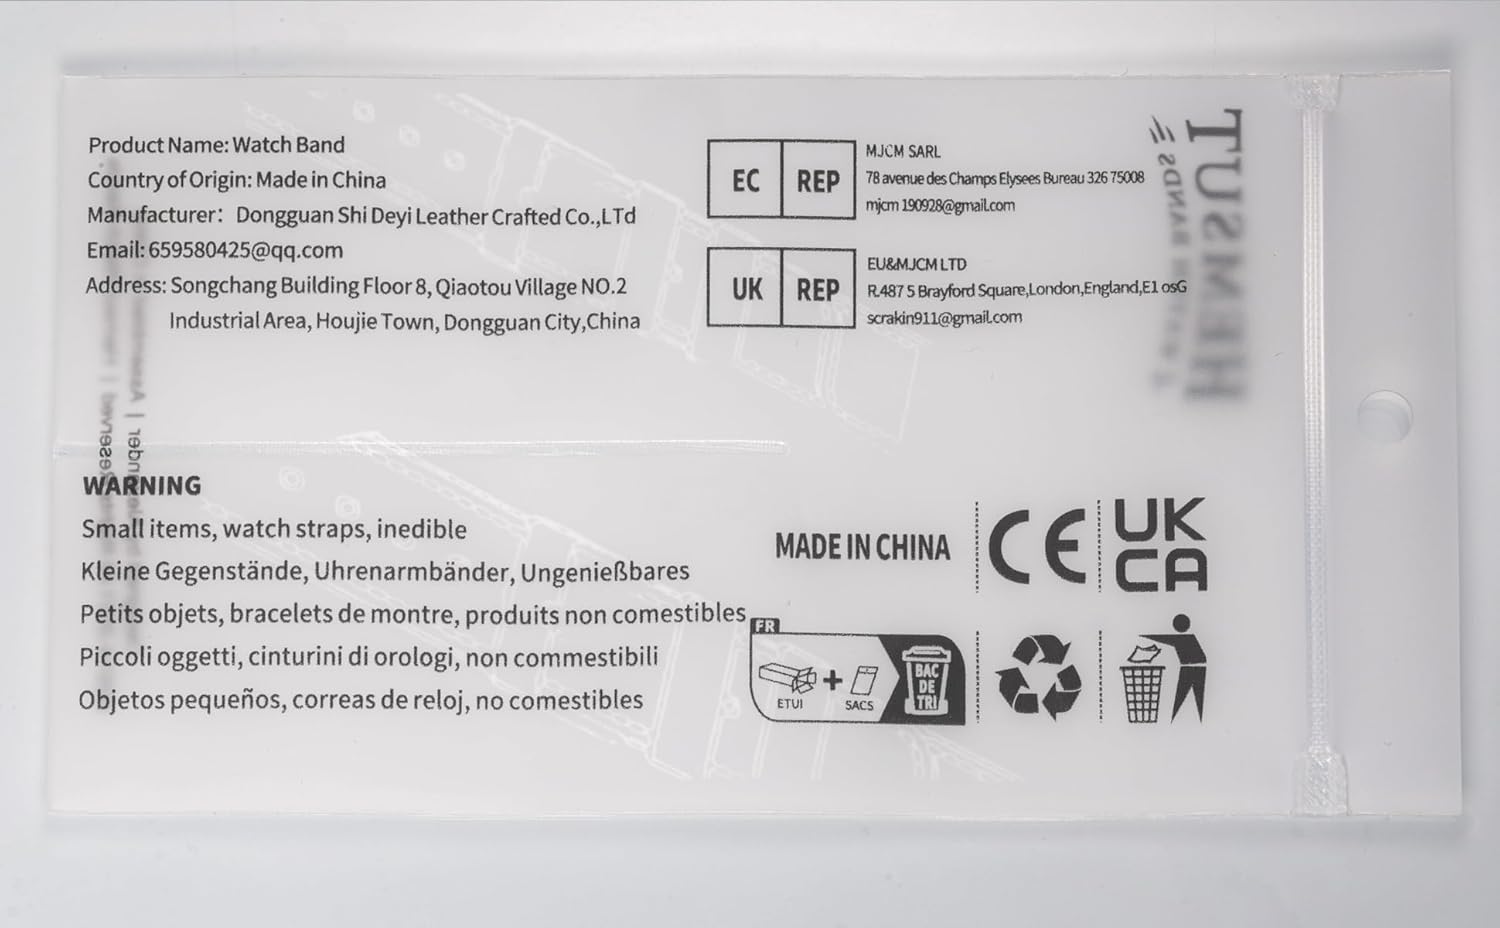 Product Name: Watch Band
Country of Origin: Made in China
Manufacturer: Dongguan Shi Deyi Leather Crafted Co.,LTd
Email: 659580425@qq.com
Address: Songchang Building Floor 8, Qiaotou Village NO.2
Industrial Area, Houjie Town, Dongguan City,China
EC REP
MJCM SARL
78 avenue des Champs Elysees Bureau 326 75008
mjcm 190928@gmail.com
UK REP
EU&MJCM LTD
R.487 5 Brayford Square,London,England,E1 osG
scrakin911@gmail.com
WARNING
Small items, watch straps, inedible
Kleine Gegenstände, Uhrenarmbänder, Ungenießbares
Petits objets, bracelets de montre, produits non comestibles
Piccoli oggetti, cinturini di orologi, non commestibili
Objetos pequeños, correas de reloj, no comestibles
MADE IN CHINA
CE
UK
CA
FR
ETUI + SACS
BAC
DE
TRI